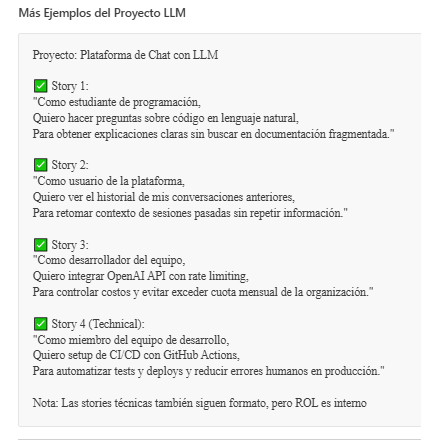 Más Ejemplos del Proyecto LLM
Proyecto: Plataforma de Chat con LLM
✅ Story 1:
"Como estudiante de programación,
Quiero hacer preguntas sobre código en lenguaje natural,
Para obtener explicaciones claras sin buscar en documentación fragmentada."
✅ Story 2:
"Como usuario de la plataforma,
Quiero ver el historial de mis conversaciones anteriores,
Para retomar contexto de sesiones pasadas sin repetir información."
✅ Story 3:
"Como desarrollador del equipo,
Quiero integrar OpenAI API con rate limiting,
Para controlar costos y evitar exceder cuota mensual de la organización."
✅ Story 4 (Technical):
"Como miembro del equipo de desarrollo,
Quiero setup de CI/CD con GitHub Actions,
Para automatizar tests y deploys y reducir errores humanos en producción."
Nota: Las stories técnicas también siguen formato, pero ROL es interno